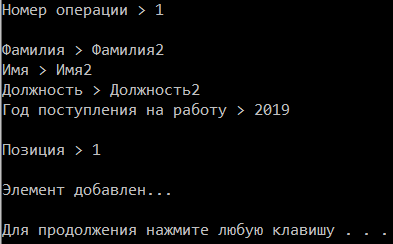 Номер операции > 1
Фамилия > Фамилия2
Имя > Имя2
Должность > Должность2
Год поступления на работу > 2019
Позиция > 1
Элемент добавлен...
Для продолжения нажмите любую клавишу . . .